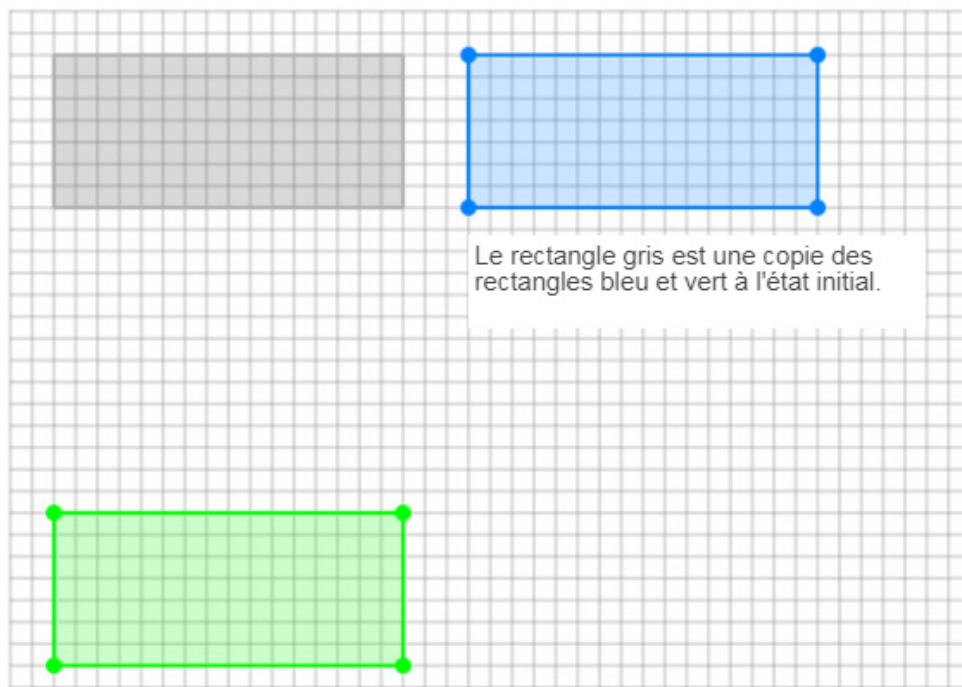 Le rectangle gris est une copie des
rectangles bleu et vert à l'état initial.